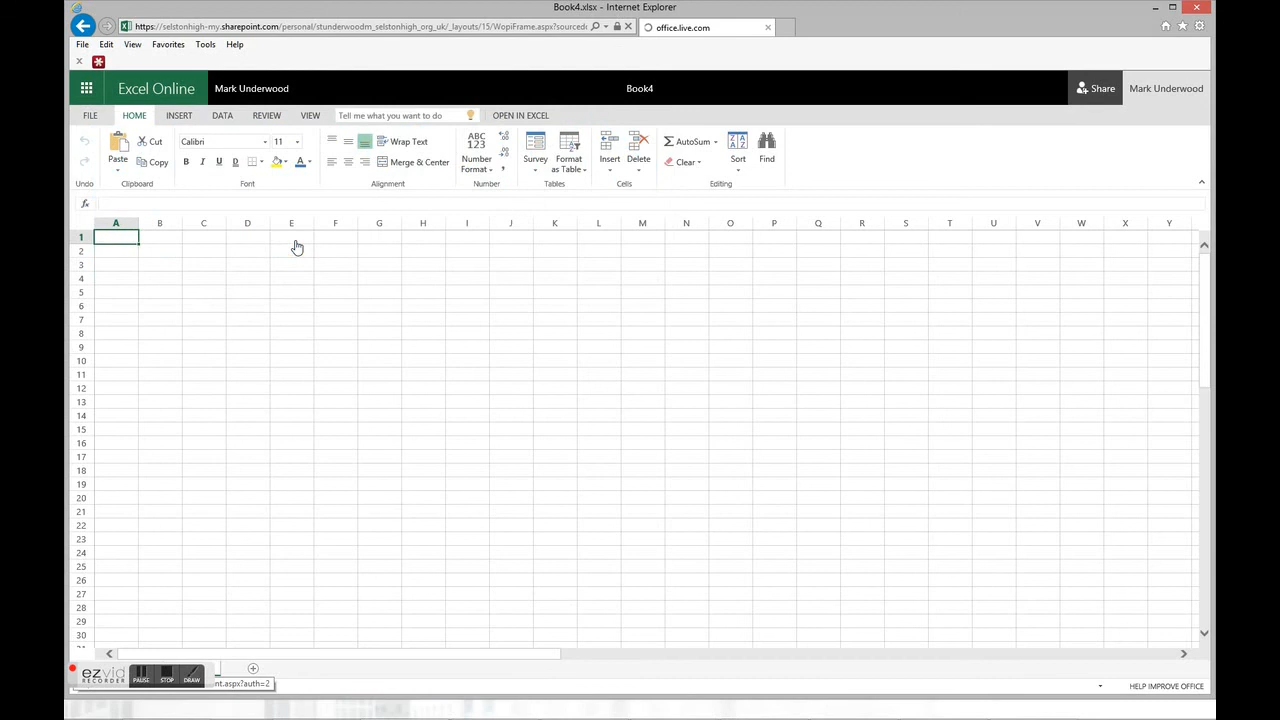 Book4.xlsx - Internet Explorer
https://selstonhigh-my.sharepoint.com/personal/stunderwoodm_selstonhigh_org_uk/_layouts/15/WopiFrame.aspx?sourcedo
office.live.com
File Edit View Favorites Tools Help
Excel Online Mark Underwood Book4 Share Mark Underwood
FILE HOME INSERT DATA REVIEW VIEW Tell me what you want to do OPEN IN EXCEL
Paste Cut Copy
Calibri 11
B I U D A
Wrap Text
Merge & Center
ABC 123 Number Format
Survey Format as Table
Insert Delete
AutoSum Clear
Sort Find
Undo Clipboard Font Alignment Number Tables Cells Editing
fx
A B C D E F G H I J K L M N O P Q R S T U V W X Y
1
2
3
4
5
6
7
8
9
10
11
12
13
14
15
16
17
18
19
20
21
22
23
24
25
26
27
28
29
30
ezvid RECORDER PAUSE STOP DRAW
nt.aspx?auth=2
HELP IMPROVE OFFICE